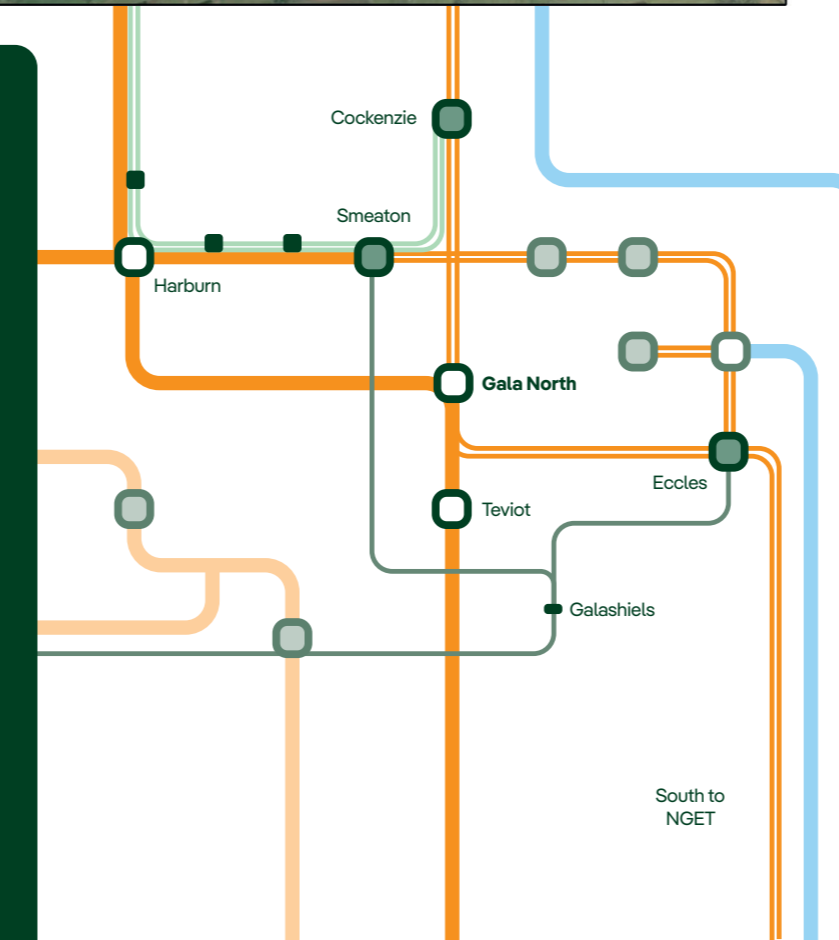 Cockenzie
Smeaton
Harburn
Gala North
Eccles
Teviot
Galashiels
South to
NGET